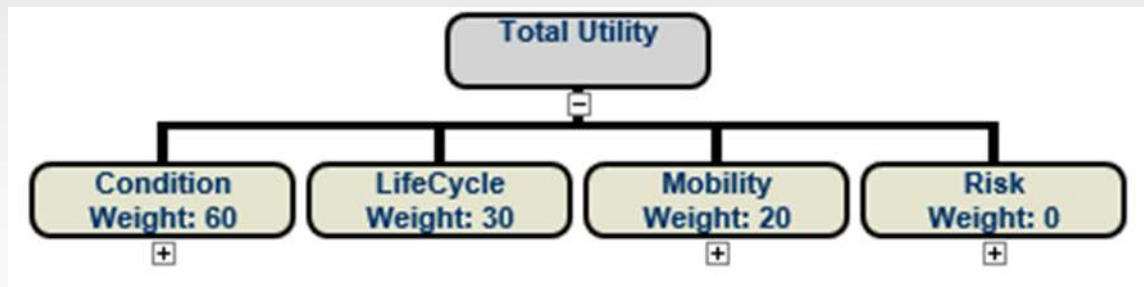 Total Utility
Condition
Weight: 60
LifeCycle
Weight: 30
Mobility
Weight: 20
Risk
Weight: 0